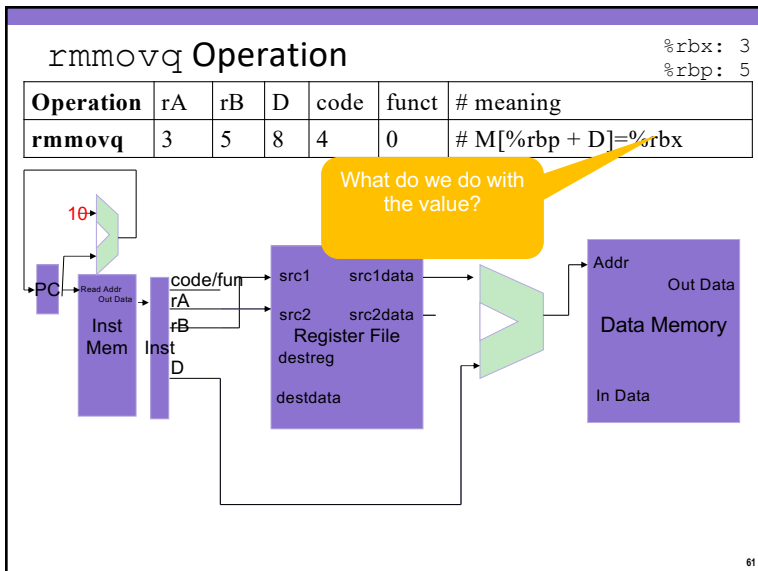 rmmovq Operation
%rbx: 3
%rbp: 5
Operation rA rB D code funct # meaning
rmmovq 3 5 8 4 0 # M[%rbp + D]=%rbx
What do we do with
the value?
10
PC
Read Addr
Out Data
Inst
Mem
Inst
code/fun
rA
rB
D
src1 src1data
src2 src2data
Register File
destreg
destdata
Addr
Out Data
Data Memory
In Data
61